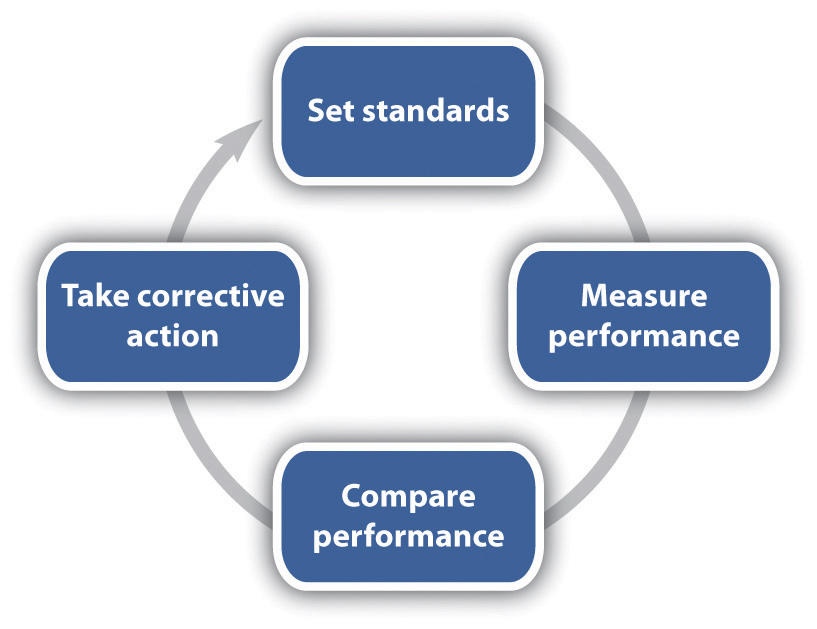 Set standards
Measure
performance
Compare
performance
Take corrective
action